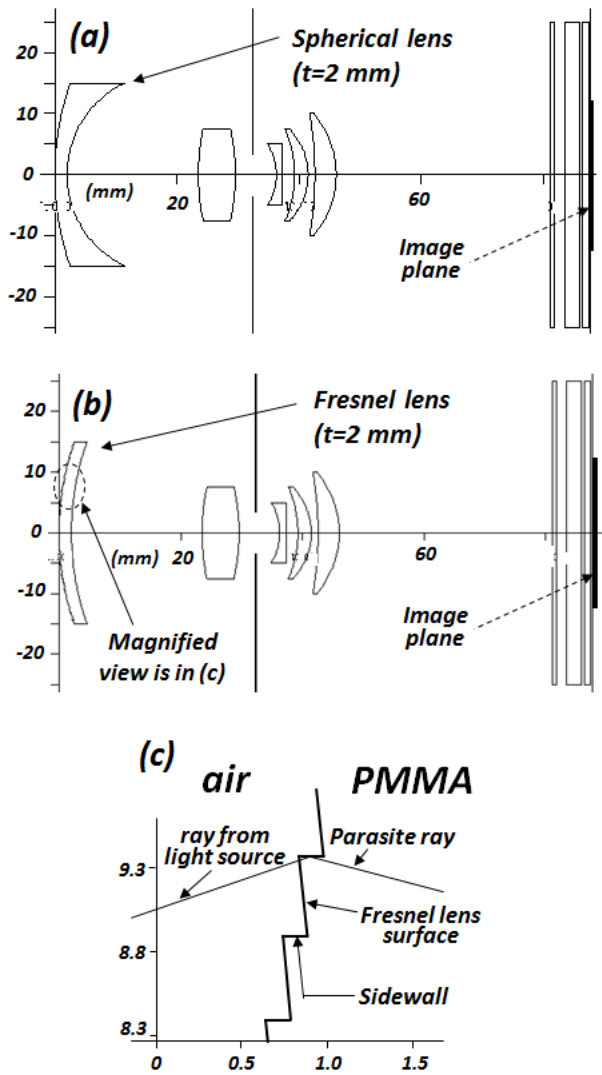 (a)
Spherical lens
(t=2 mm)
20
10
0
-10
-20
(mm)
20
60
Image
plane
(b)
Fresnel lens
(t=2 mm)
20
10
0
-10
-20
(mm)
20
60
Magnified
view is in (c)
Image
plane
(c)
air
PMMA
ray from
light source
Parasite ray
9.3
Fresnel lens
surface
8.8
Sidewall
8.3
0
0.5
1.0
1.5